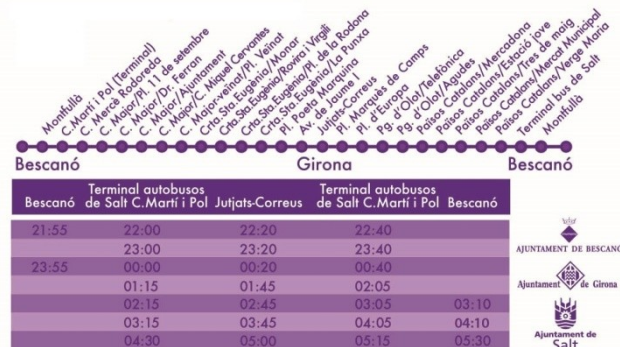 Montfullà
C.Martí i Pol (Terminal)
C. Mercè Rodoreda
C. Major/Pl. 11 de setembre
C. Major/Dr. Ferran
C. Major/Ajuntament
C. Major/C.Miquel Cervantes
C. Major-Veïnat/Pl. Veïnat
Crta.Sta.Eugènia/Monar
Crta.Sta.Eugènia/Rovira i Virgili
Crta.Sta.Eugènia/Pl. de la Rodona
Crta.Sta.Eugènia/La Punxa
Pl. Poeta Marquina
Av. de Jaume I
Jutjats-Correus
Pl. Marquès de Camps
Pl. d'Europa
Pg. d'Olot/Telefònica
Pg. d'Olot/Agudes
Països Catalans/Mercadona
Països Catalans/Estació jove
Països Catalans/Tres de maig
Països Catalans/Mercat Municipal
Països Catalans/Verge Maria
Terminal bus de Salt
Montfullà
Bescanó Girona Bescanó
Terminal autobusos Terminal autobusos
Bescanó de Salt C.Martí i Pol Jutjats-Correus de Salt C.Martí i Pol Bescanó
21:55 22:00 22:20 22:40
23:00 23:20 23:40
23:55 00:00 00:20 00:40
01:15 01:45 02:05
02:15 02:45 03:05 03:10
03:15 03:45 04:05 04:10
04:30 05:00 05:15 05:30
AJUNTAMENT DE BESCANÓ
Ajuntament de Girona
Ajuntament de
Salt